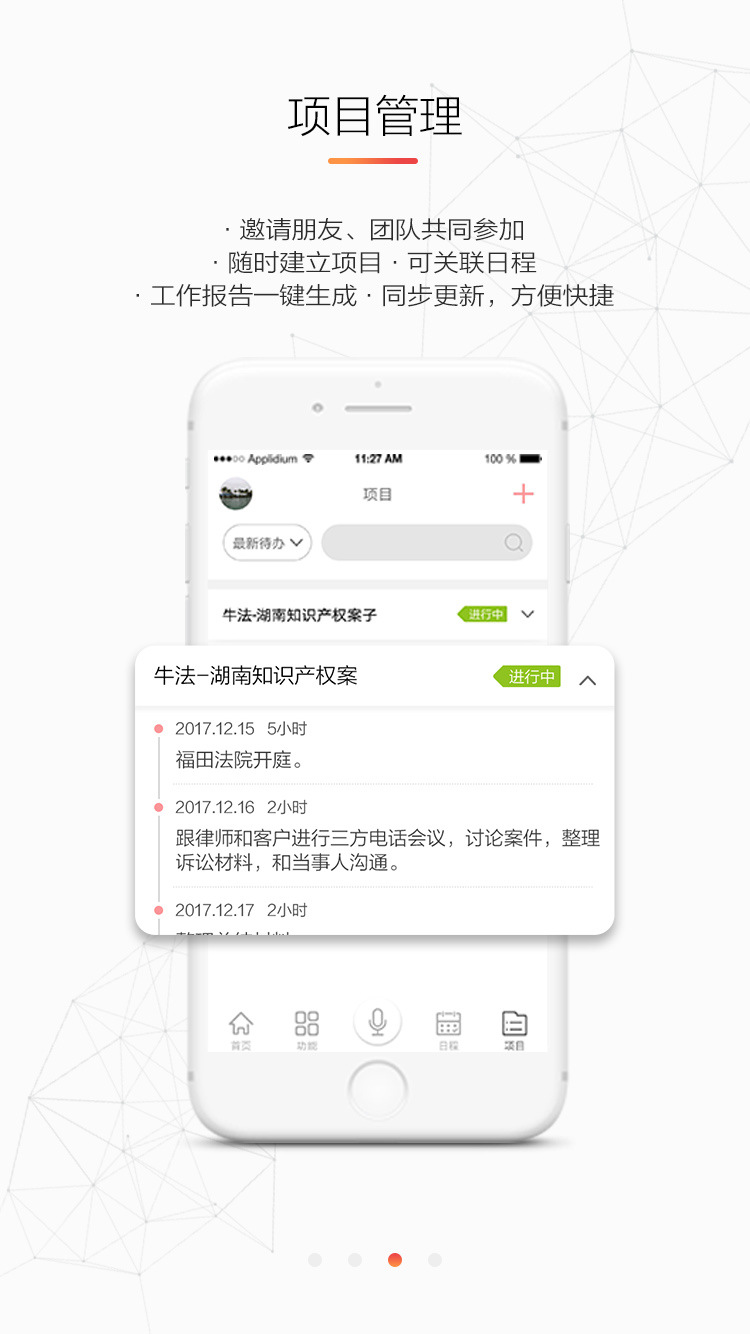 项目管理
· 邀请朋友、团队共同参加
· 随时建立项目 · 可关联日程
· 工作报告一键生成 · 同步更新，方便快捷
Applidium 11:27 AM 100 %
项目
最新待办
牛法-湖南知识产权案子 进行中
牛法-湖南知识产权案 进行中
2017.12.15 5小时
福田法院开庭。
2017.12.16 2小时
跟律师和客户进行三方电话会议，讨论案件，整理
诉讼材料，和当事人沟通。
2017.12.17 2小时
首页 功能 日程 项目